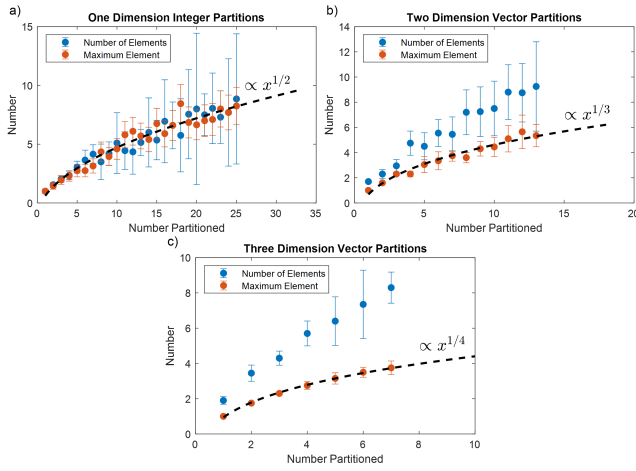 a)
One Dimension Integer Partitions
15
10
5
0
Number
Number of Elements
Maximum Element
∝ x^{1/2}
0 5 10 15 20 25 30 35
Number Partitioned
b)
Two Dimension Vector Partitions
14
12
10
8
6
4
2
0
Number
Number of Elements
Maximum Element
∝ x^{1/3}
0 5 10 15 20
Number Partitioned
c)
Three Dimension Vector Partitions
10
8
6
4
2
0
Number
Number of Elements
Maximum Element
∝ x^{1/4}
0 2 4 6 8 10
Number Partitioned